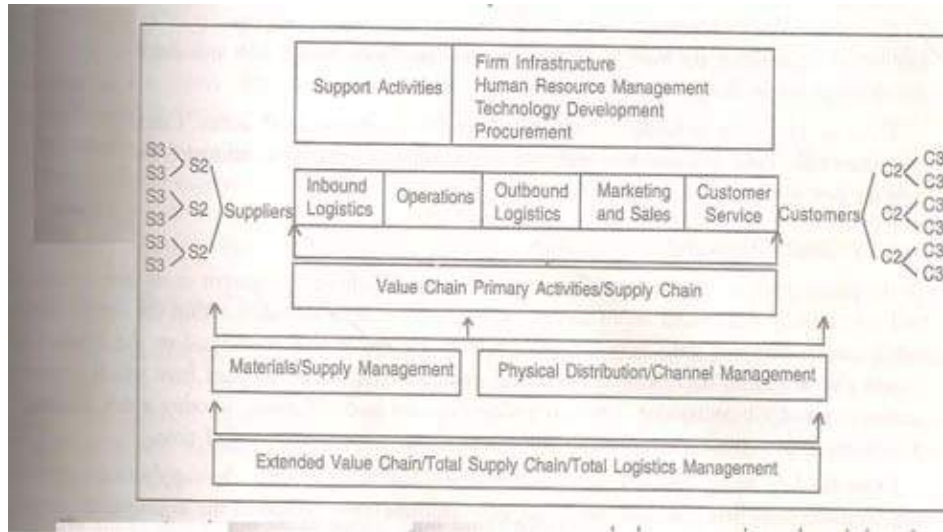 Support Activities
Firm Infrastructure
Human Resource Management
Technology Development
Procurement
S3
S3
S2
S3
S3
S2
S3
S3
S2
Suppliers
Inbound
Logistics
Operations
Outbound
Logistics
Marketing
and Sales
Customer
Service
Customers
C2
C3
C3
C2
C3
C3
C2
C3
C3
Value Chain Primary Activities/Supply Chain
Materials/Supply Management
Physical Distribution/Channel Management
Extended Value Chain/Total Supply Chain/Total Logistics Management